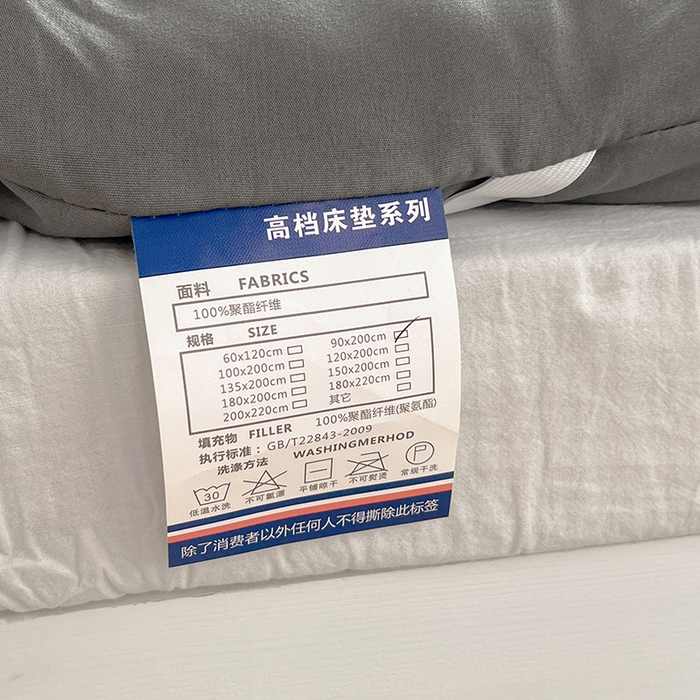 高档床垫系列
面料 FABRICS
100%聚酯纤维
规格 SIZE
60x120cm 90x200cm
100x200cm 120x200cm
135x200cm 150x200cm
180x200cm 180x220cm
200x220cm 其它
填充物 FILLER 100%聚酯纤维(聚氨酯)
执行标准：GB/T22843-2009
洗涤方法 WASHINGMERHOD
30 P
低温水洗 不可氯漂 平铺晾干 不可熨烫 常规干洗
除了消费者以外任何人不得撕除此标签